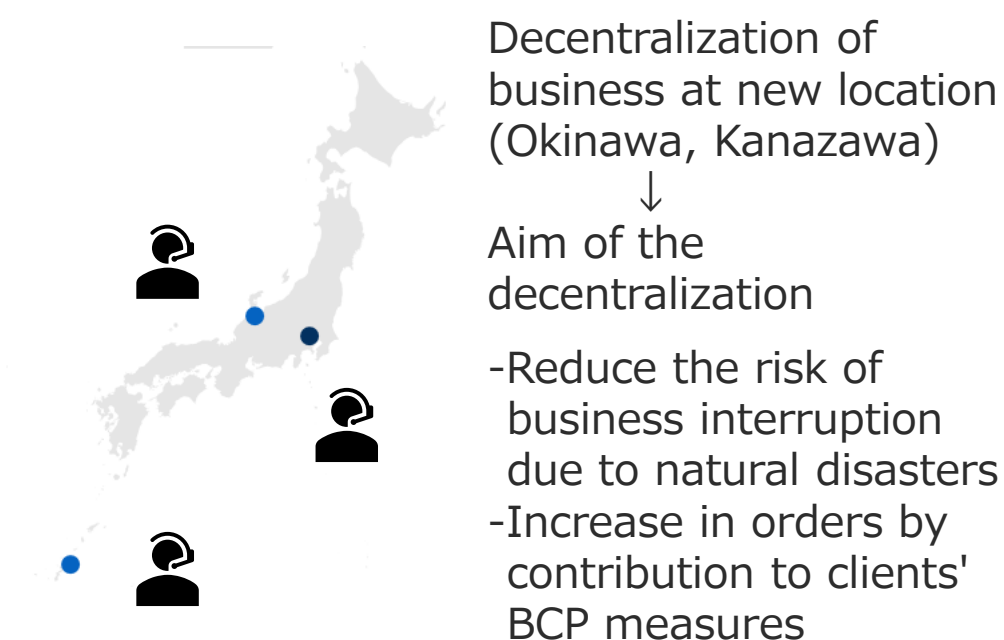 Decentralization of
business at new location
(Okinawa, Kanazawa)
↓
Aim of the
decentralization
-Reduce the risk of
business interruption
due to natural disasters
-Increase in orders by
contribution to clients'
BCP measures